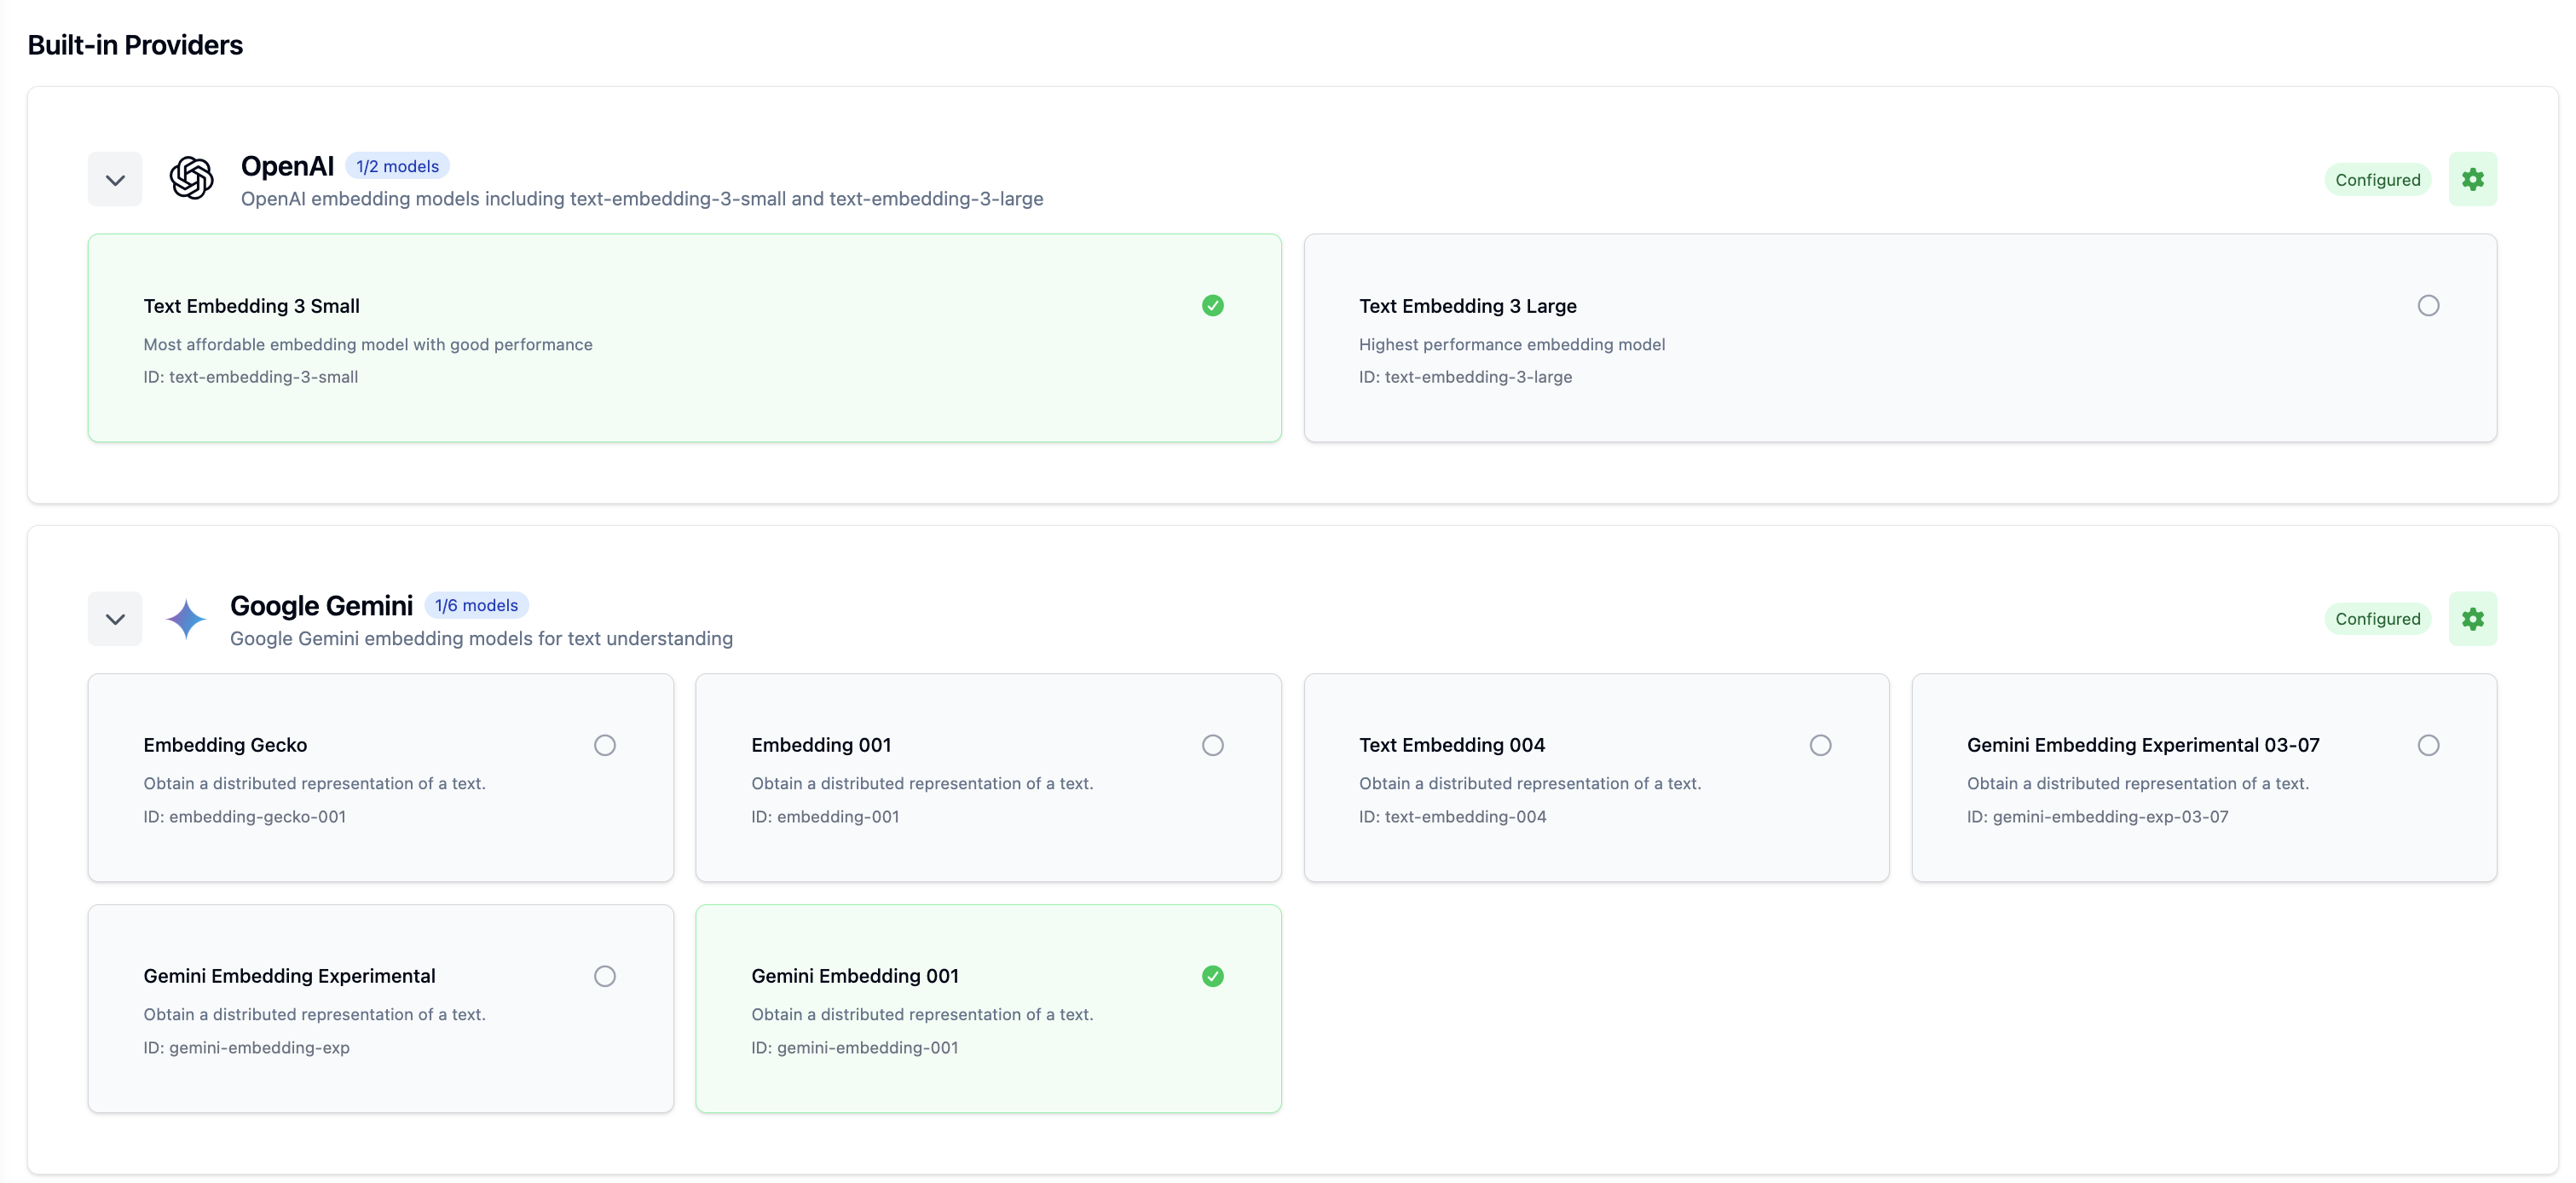 Built-in Providers
OpenAI 1/2 models
OpenAI embedding models including text-embedding-3-small and text-embedding-3-large
Configured
Text Embedding 3 Small
Most affordable embedding model with good performance
ID: text-embedding-3-small
Text Embedding 3 Large
Highest performance embedding model
ID: text-embedding-3-large
Google Gemini 1/6 models
Google Gemini embedding models for text understanding
Configured
Embedding Gecko
Obtain a distributed representation of a text.
ID: embedding-gecko-001
Embedding 001
Obtain a distributed representation of a text.
ID: embedding-001
Text Embedding 004
Obtain a distributed representation of a text.
ID: text-embedding-004
Gemini Embedding Experimental 03-07
Obtain a distributed representation of a text.
ID: gemini-embedding-exp-03-07
Gemini Embedding Experimental
Obtain a distributed representation of a text.
ID: gemini-embedding-exp
Gemini Embedding 001
Obtain a distributed representation of a text.
ID: gemini-embedding-001